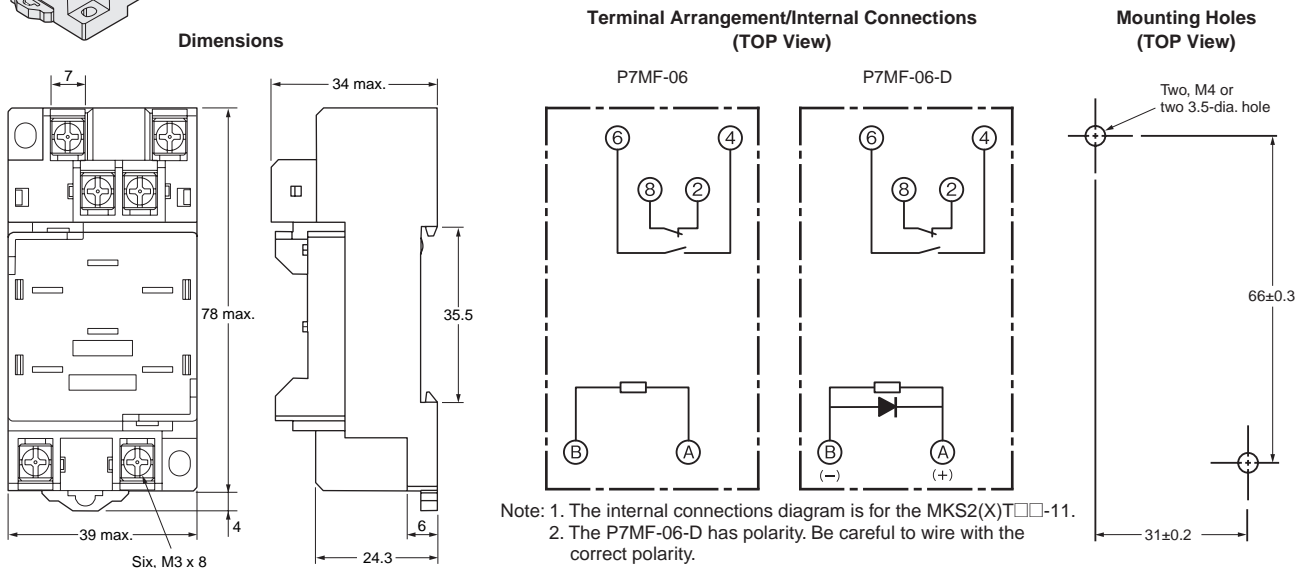 Dimensions
7
34 max.
78 max.
35.5
39 max.
4
6
24.3
Six, M3 x 8
Terminal Arrangement/Internal Connections
(TOP View)
P7MF-06
6
4
8
2
B
A
P7MF-06-D
6
4
8
2
B
A
(−)
(+)
Note: 1. The internal connections diagram is for the MKS2(X)T□□-11.
2. The P7MF-06-D has polarity. Be careful to wire with the
correct polarity.
Mounting Holes
(TOP View)
Two, M4 or
two 3.5-dia. hole
66±0.3
31±0.2